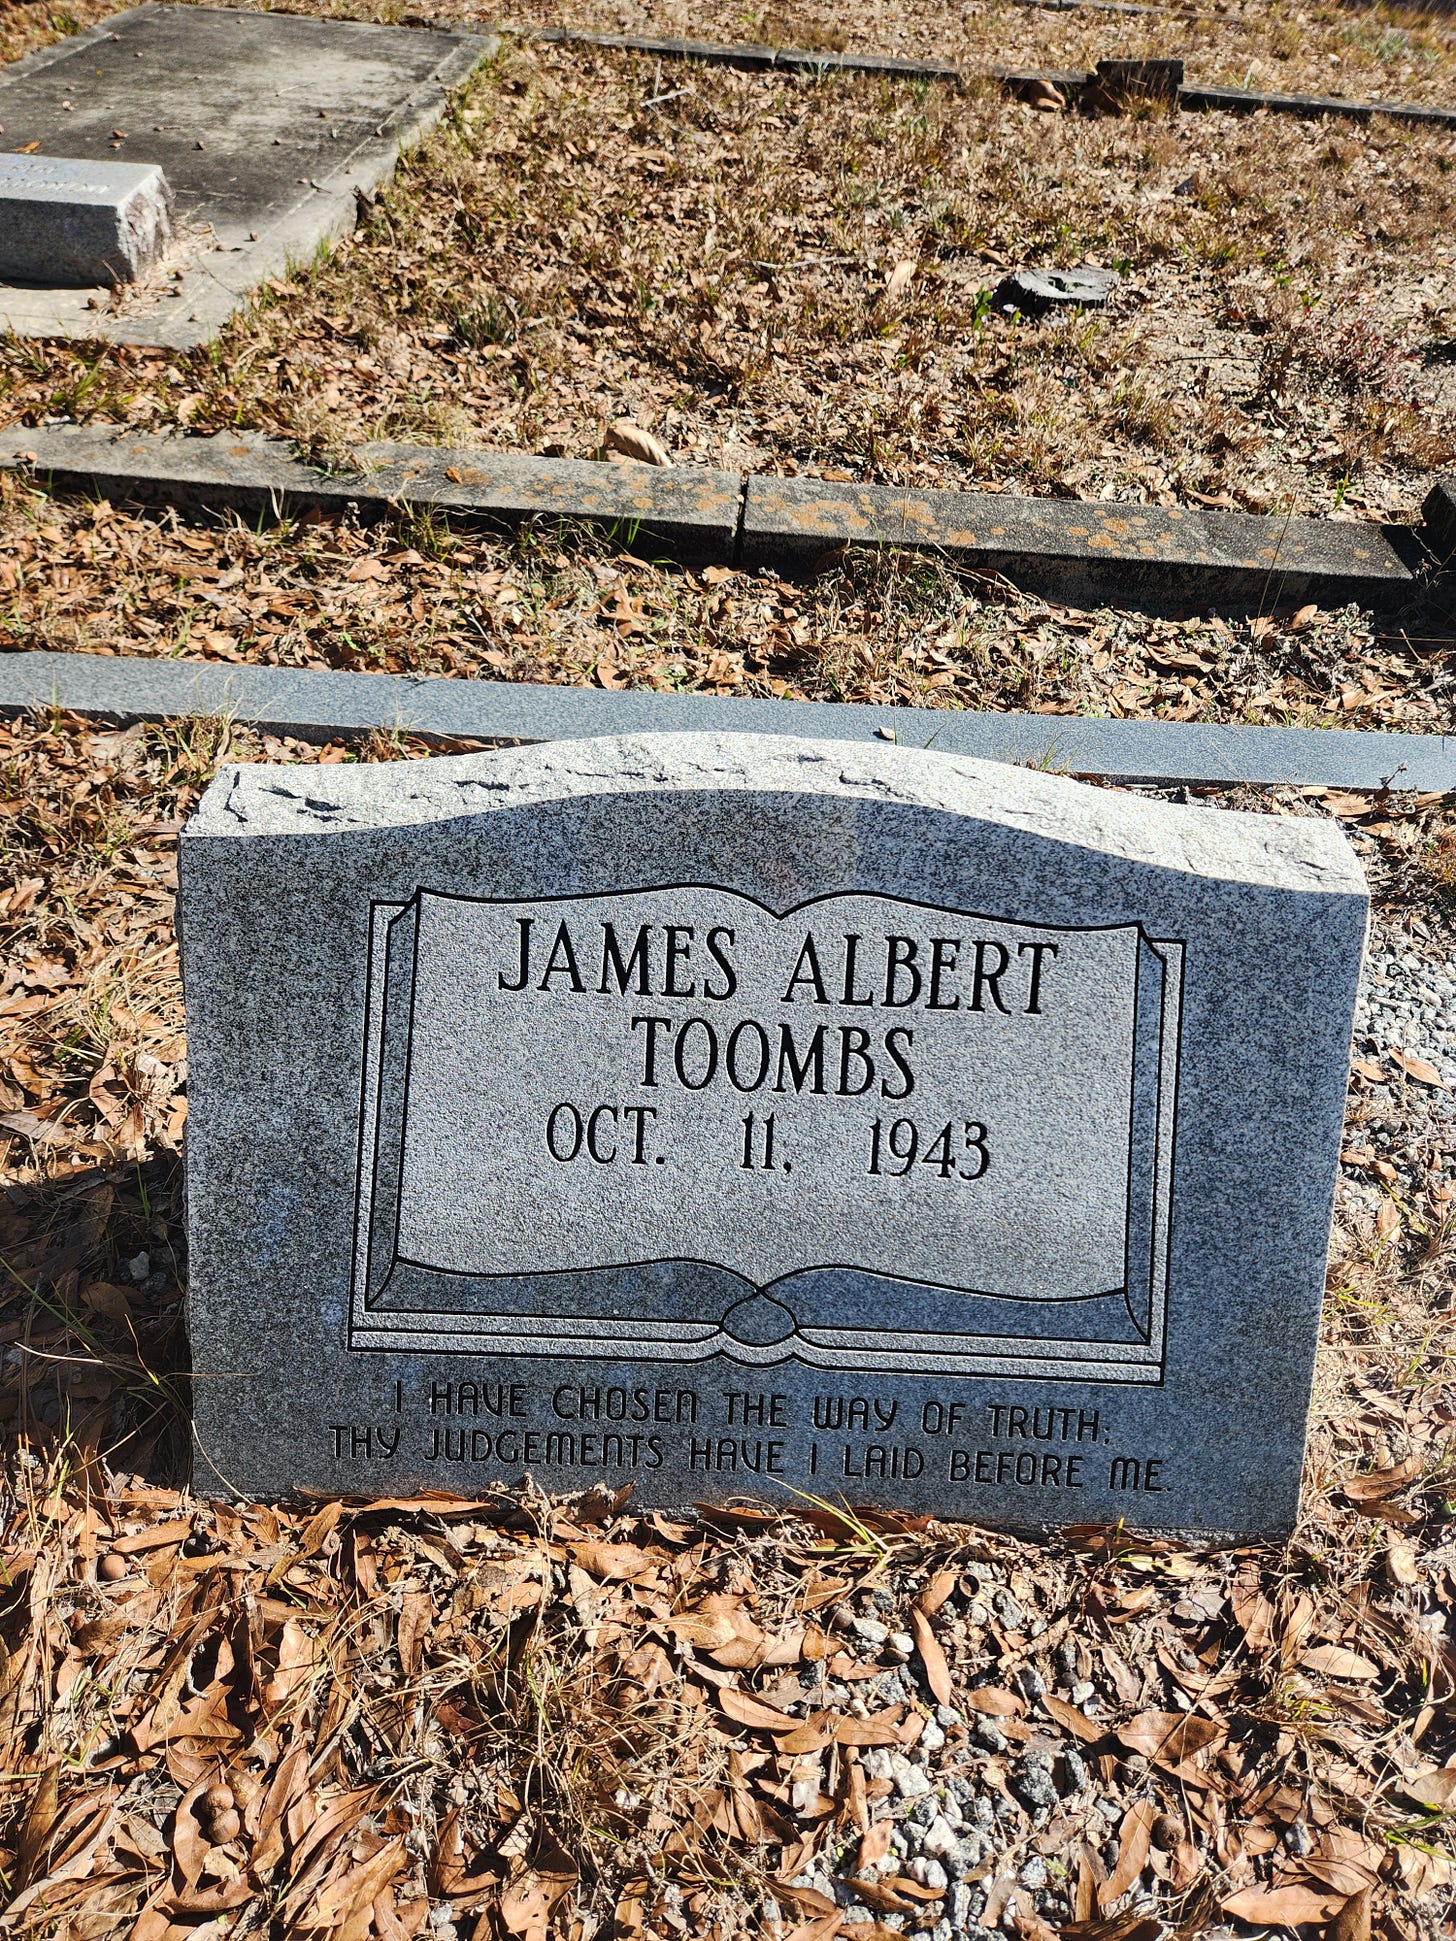 JAMES ALBERT
TOOMBS
OCT. 11, 1943
I HAVE CHOSEN THE WAY OF TRUTH:
THY JUDGEMENTS HAVE I LAID BEFORE ME.